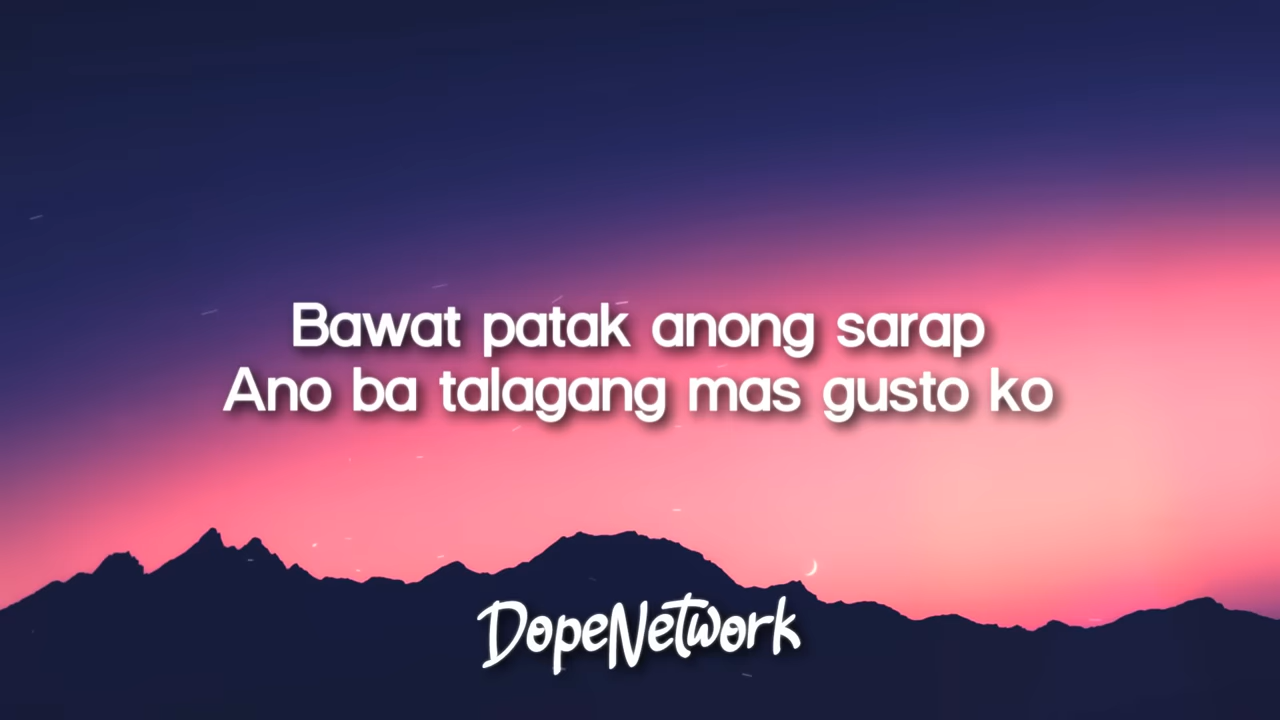 Bawat patak anong sarap
Ano ba talagang mas gusto ko
DopeNetwork